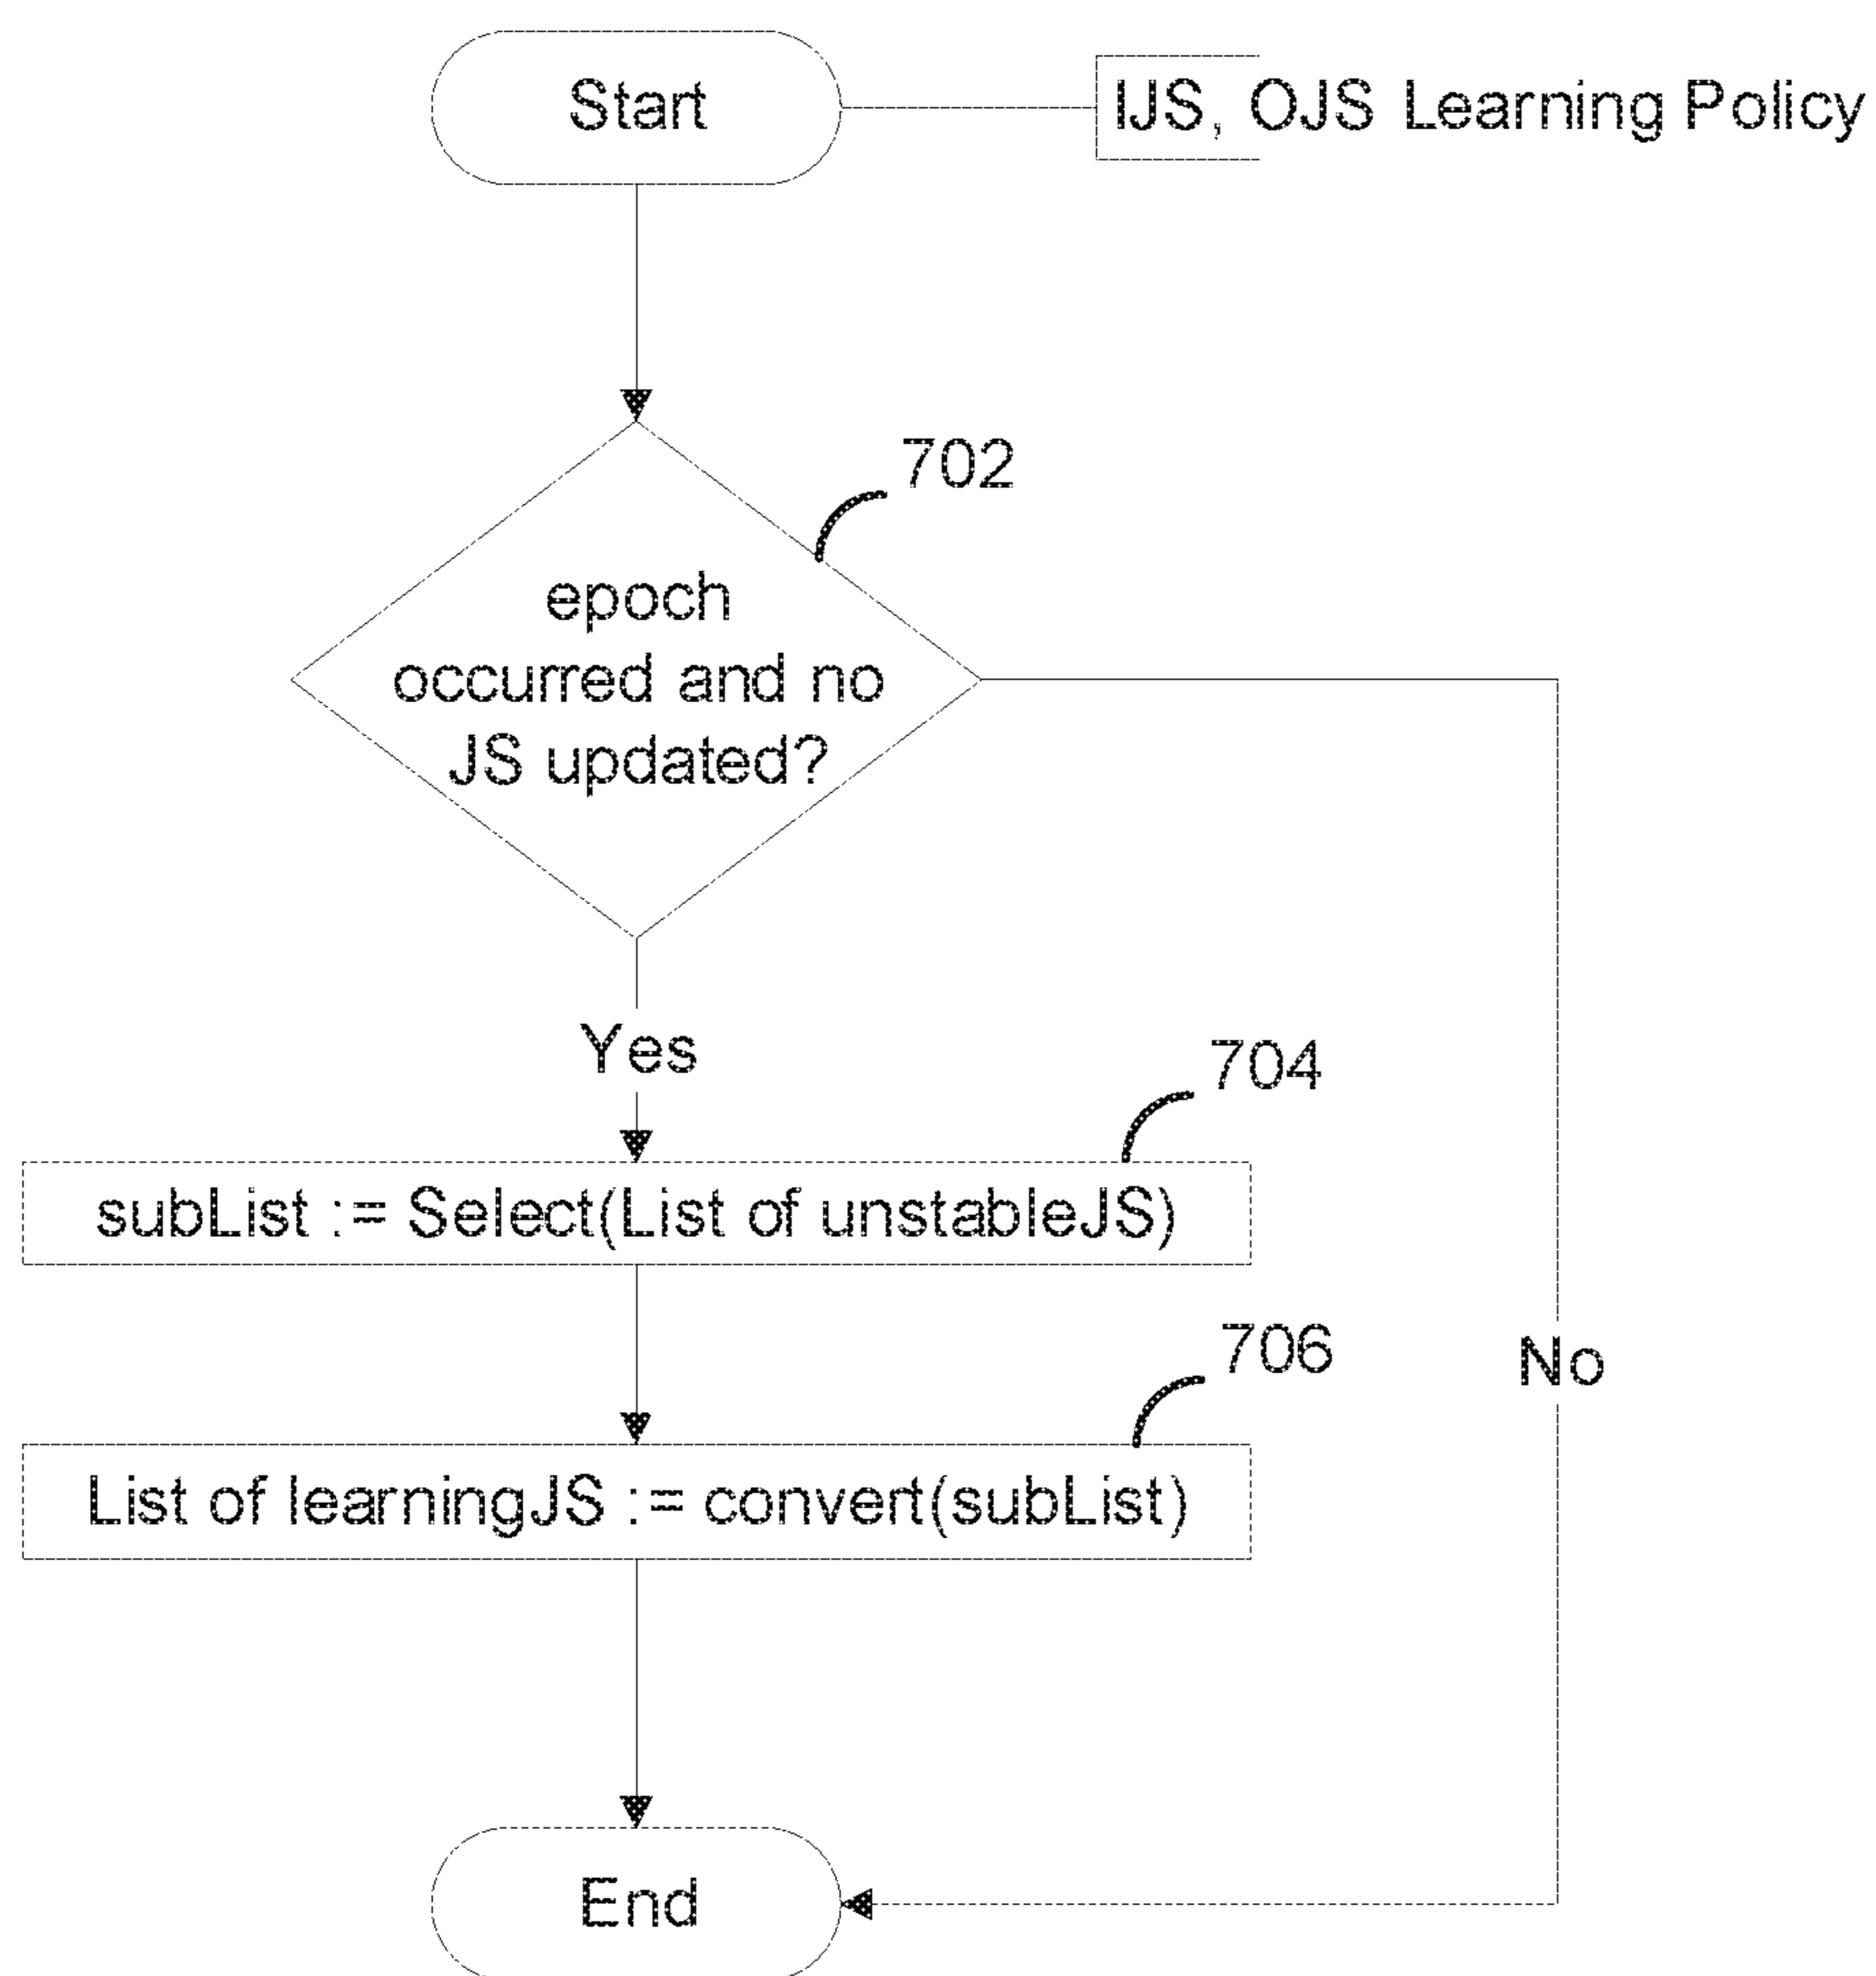 Start
IJS, OJS Learning Policy
702
epoch
occurred and no
JS updated?
Yes
704
subList := Select(List of unstableJS)
706
No
List of learningJS := convert(subList)
End